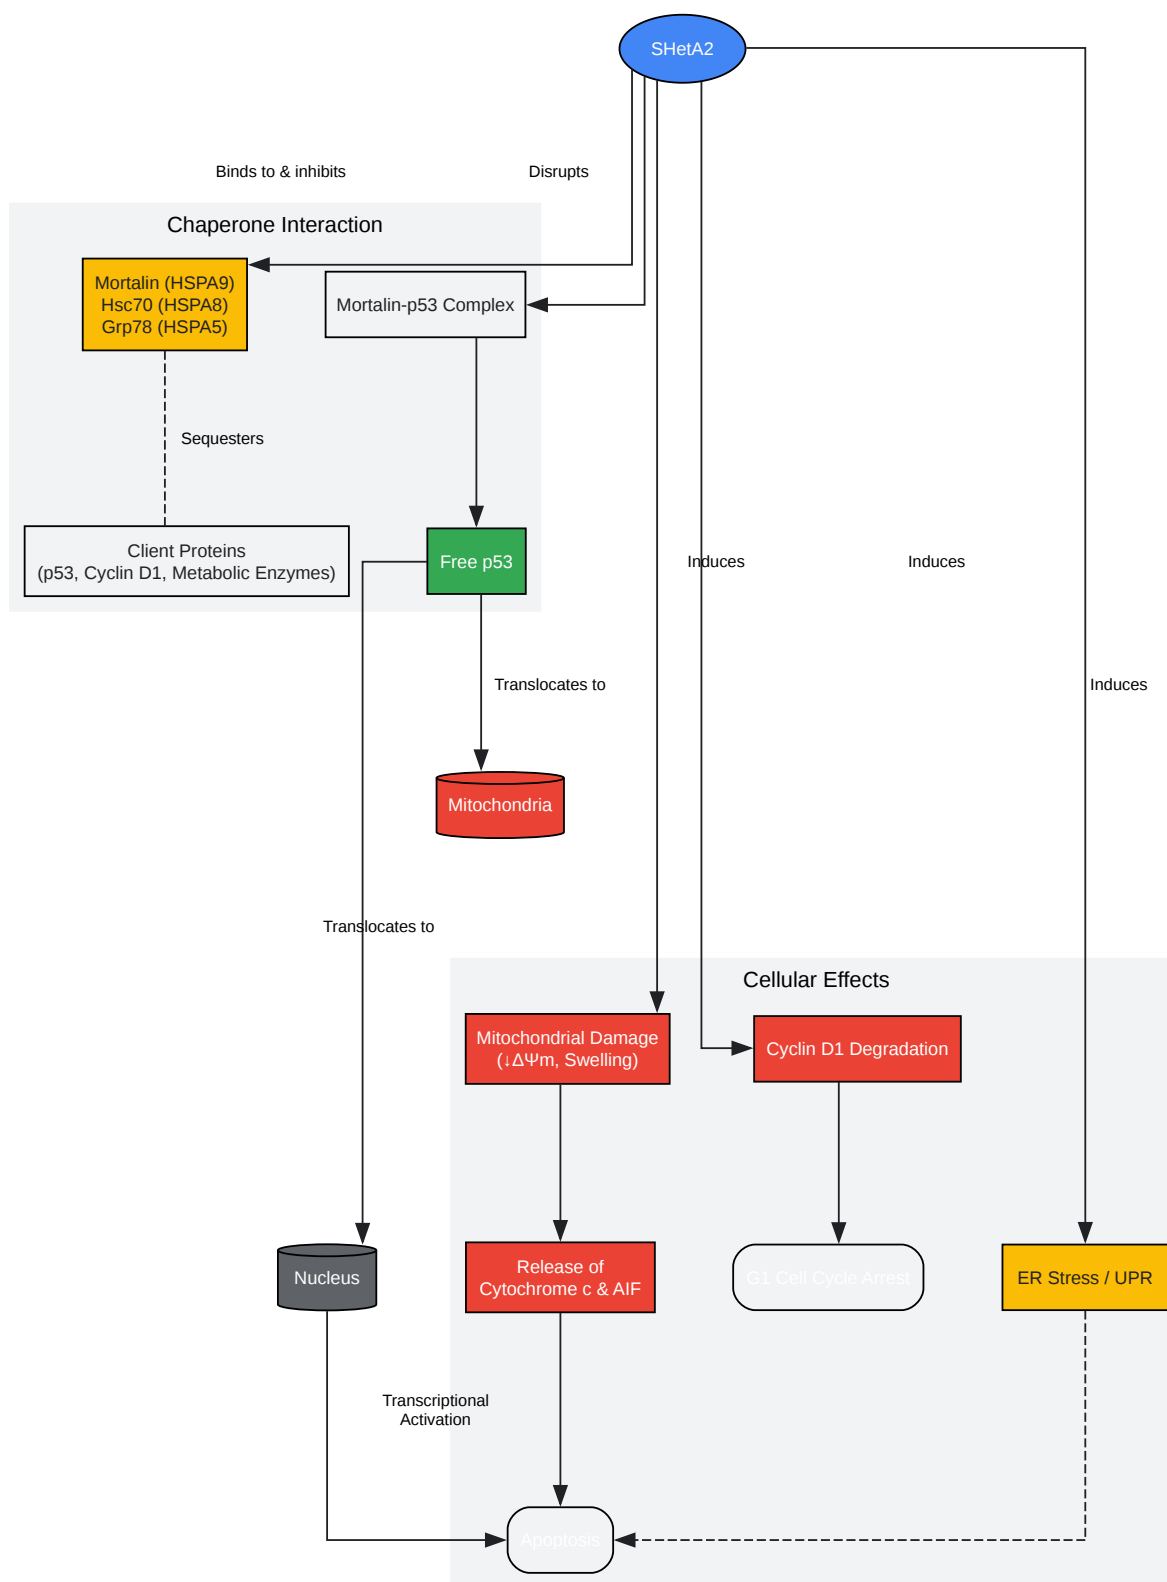 SHetA2
Binds to & inhibits
Disrupts
Chaperone Interaction
Mortalin (HSPA9)
Hsc70 (HSPA8)
Grp78 (HSPA5)
Mortalin-p53 Complex
Sequesters
Client Proteins
(p53, Cyclin D1, Metabolic Enzymes)
Free p53
Induces
Induces
Translocates to
Induces
Mitochondria
Translocates to
Cellular Effects
Mitochondrial Damage
(↓ΔΨm, Swelling)
Cyclin D1 Degradation
Nucleus
Release of
Cytochrome c & AIF
G1 Cell Cycle Arrest
ER Stress / UPR
Transcriptional
Activation
Apoptosis